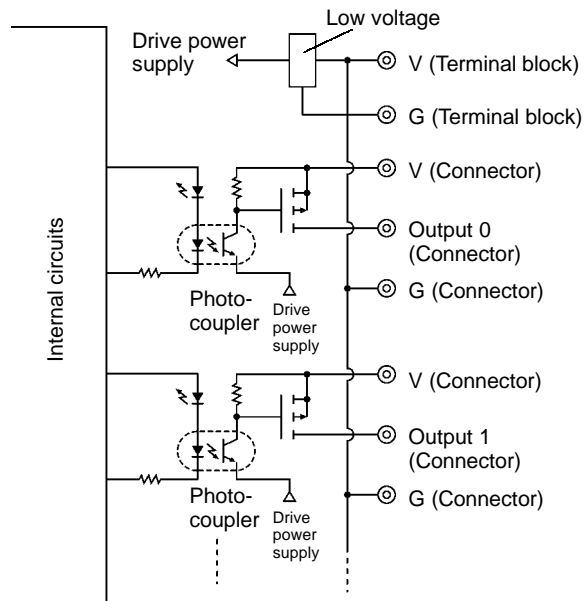 Low voltage
Drive power
supply
V (Terminal block)
G (Terminal block)
V (Connector)
Output 0
(Connector)
G (Connector)
Internal circuits
Photo-
coupler
Drive
power
supply
V (Connector)
Output 1
(Connector)
G (Connector)
Photo-
coupler
Drive
power
supply